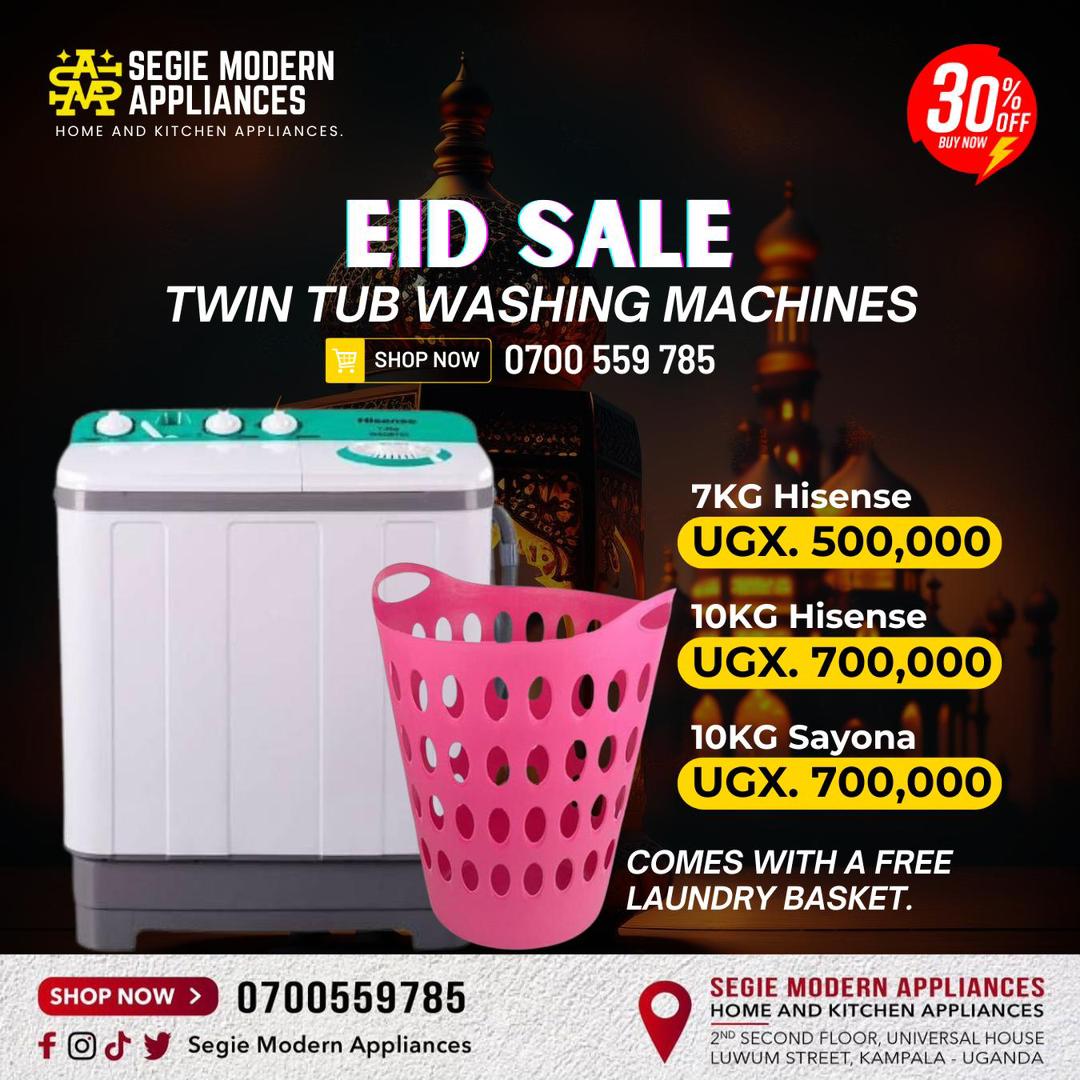 SEGIE MODERN
APPLIANCES
HOME AND KITCHEN APPLIANCES.
30%
OFF
BUY NOW
EID SALE
TWIN TUB WASHING MACHINES
SHOP NOW 0700 559 785
Hisense
7KG Hisense
UGX. 500,000
10KG Hisense
UGX. 700,000
10KG Sayona
UGX. 700,000
COMES WITH A FREE
LAUNDRY BASKET.
SHOP NOW > 0700559785
Segie Modern Appliances
SEGIE MODERN APPLIANCES
HOME AND KITCHEN APPLIANCES
2ND SECOND FLOOR, UNIVERSAL HOUSE
LUWUM STREET, KAMPALA - UGANDA